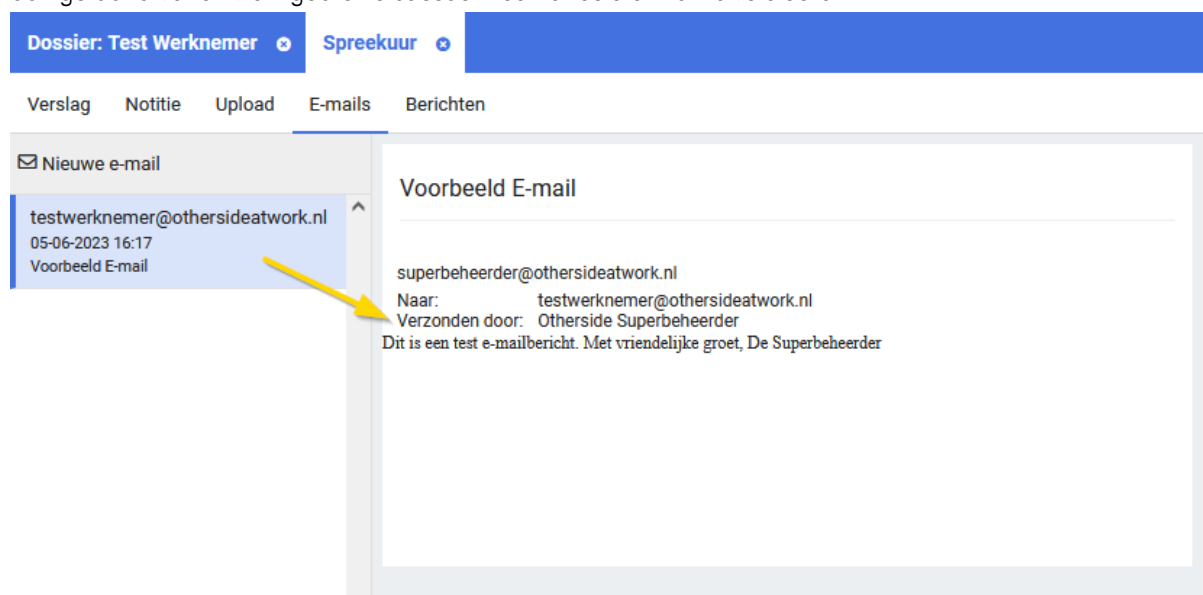 Dossier: Test Werknemer
Spreekuur
Verslag Notitie Upload E-mails Berichten
Nieuwe e-mail
testwerknemer@othersideatwork.nl
05-06-2023 16:17
Voorbeeld E-mail
Voorbeeld E-mail
superbeheerder@othersideatwork.nl
Naar: testwerknemer@othersideatwork.nl
Verzonden door: Otherside Superbeheerder
Dit is een test e-mailbericht. Met vriendelijke groet, De Superbeheerder